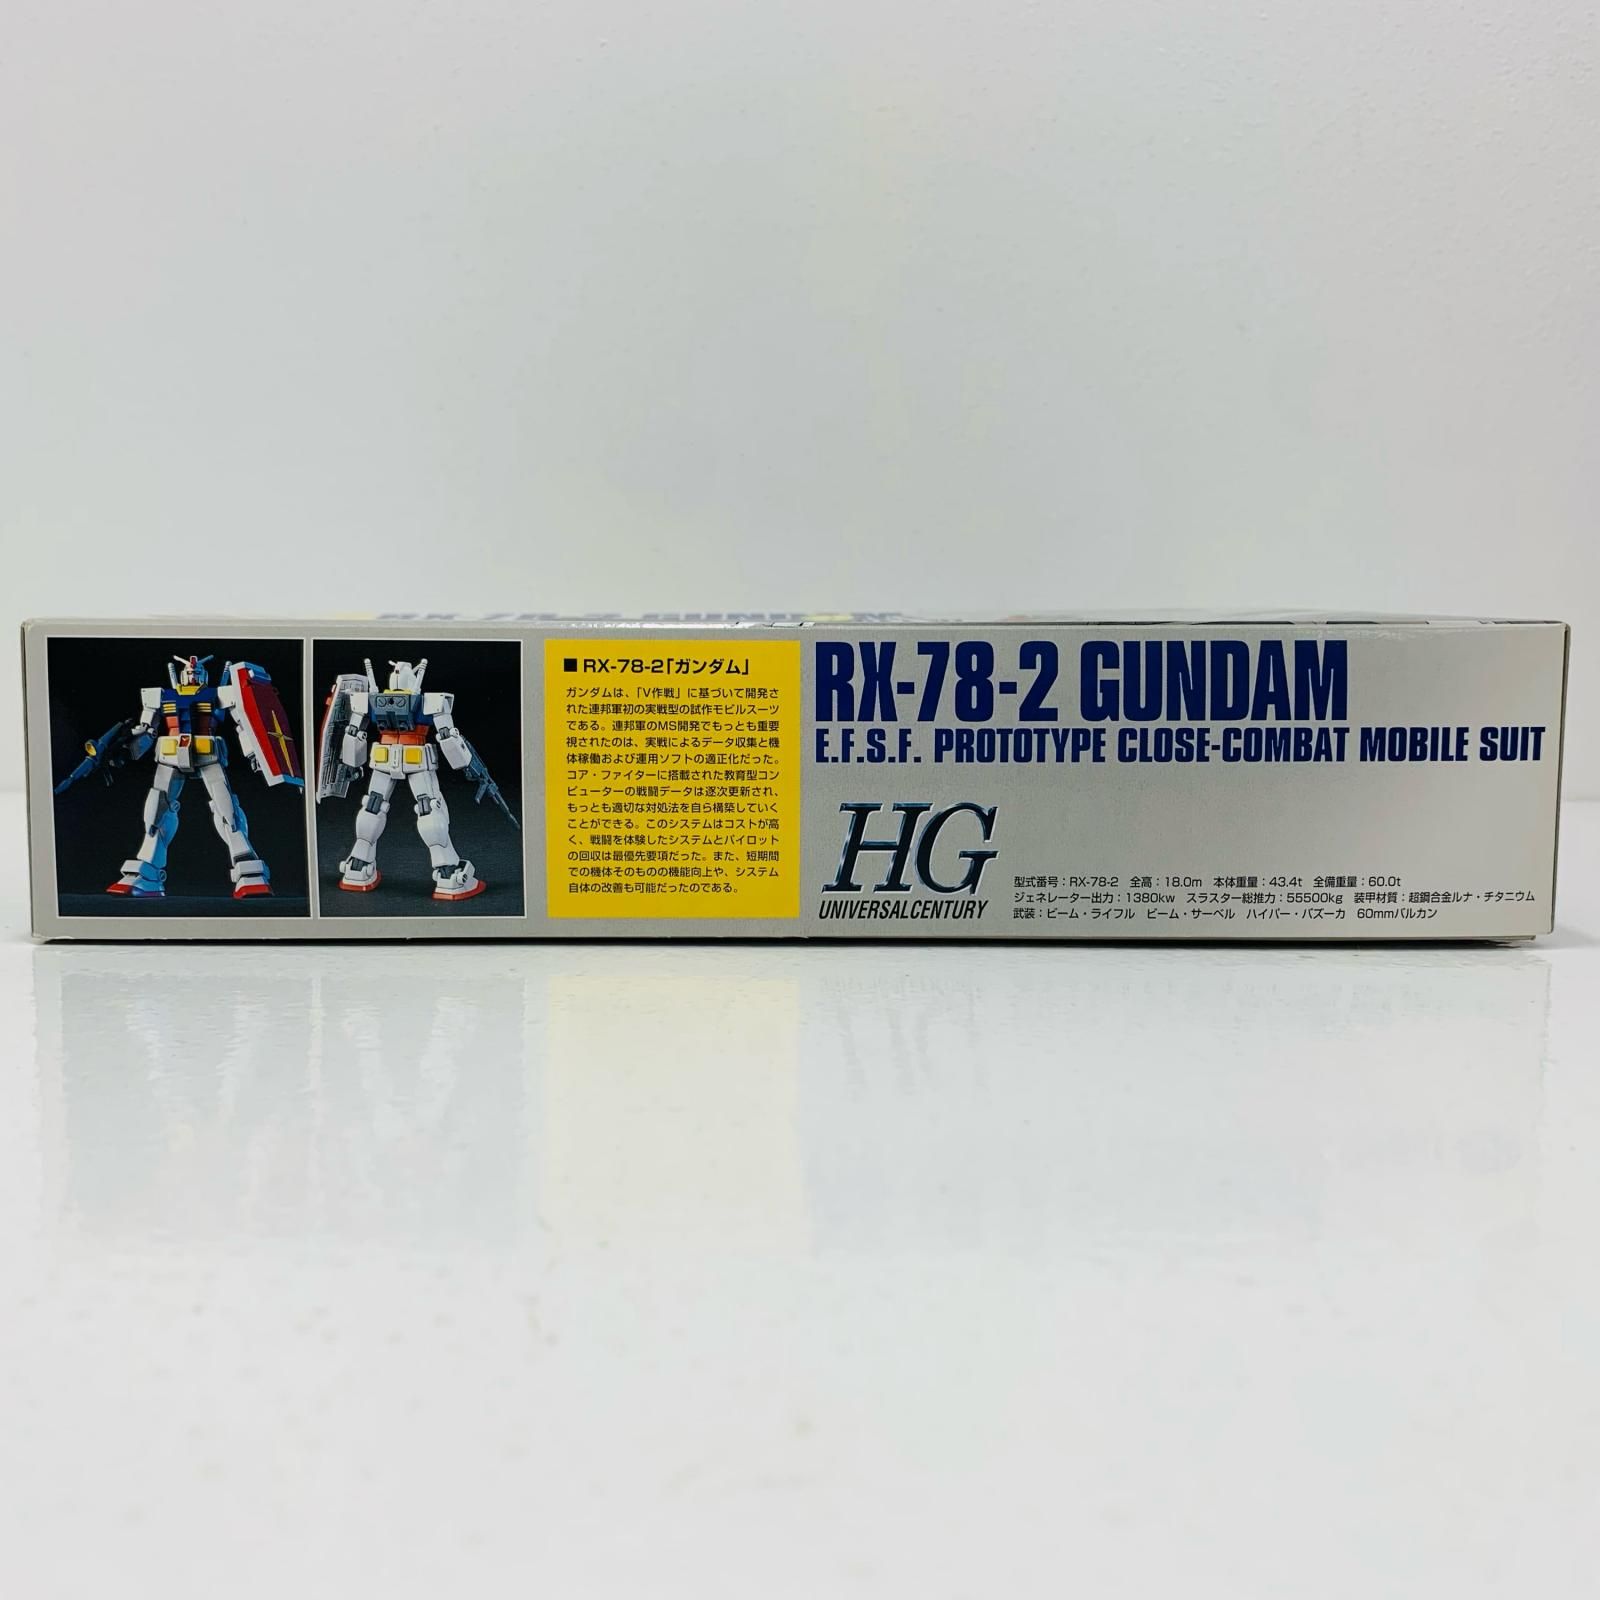 RX-78-2 GUNDAM
■ RX-78-2「ガンダム」
ガンダムは、「V作戦」に基づいて開発さ
れた連邦軍初の実戦型の試作モビルスーツ
である。連邦軍のMS開発でもっとも重要
視されたのは、実戦によるデータ収集と機
体稼働および運用ソフトの適正化だった。
コア・ファイターに搭載された教育型コン
ピューターの戦闘データは逐次更新され、
もっとも適切な対処法を自ら構築していく
ことができる。このシステムはコストが高
く、戦闘を体験したシステムとパイロット
の回収は最優先要項だった。また、短期間
での機体そのものの機能向上や、システム
自体の改善も可能だったのである。
RX-78-2 GUNDAM
E.F.S.F. PROTOTYPE CLOSE-COMBAT MOBILE SUIT
HG
UNIVERSAL CENTURY
型式番号：RX-78-2 全高：18.0m 本体重量：43.4t 全備重量：60.0t
ジェネレーター出力：1380kw スラスター総推力：55500kg 装甲材質：超鋼合金ルナ・チタニウム
武装：ビーム・ライフル ビーム・サーベル ハイパー・バズーカ 60mmバルカン